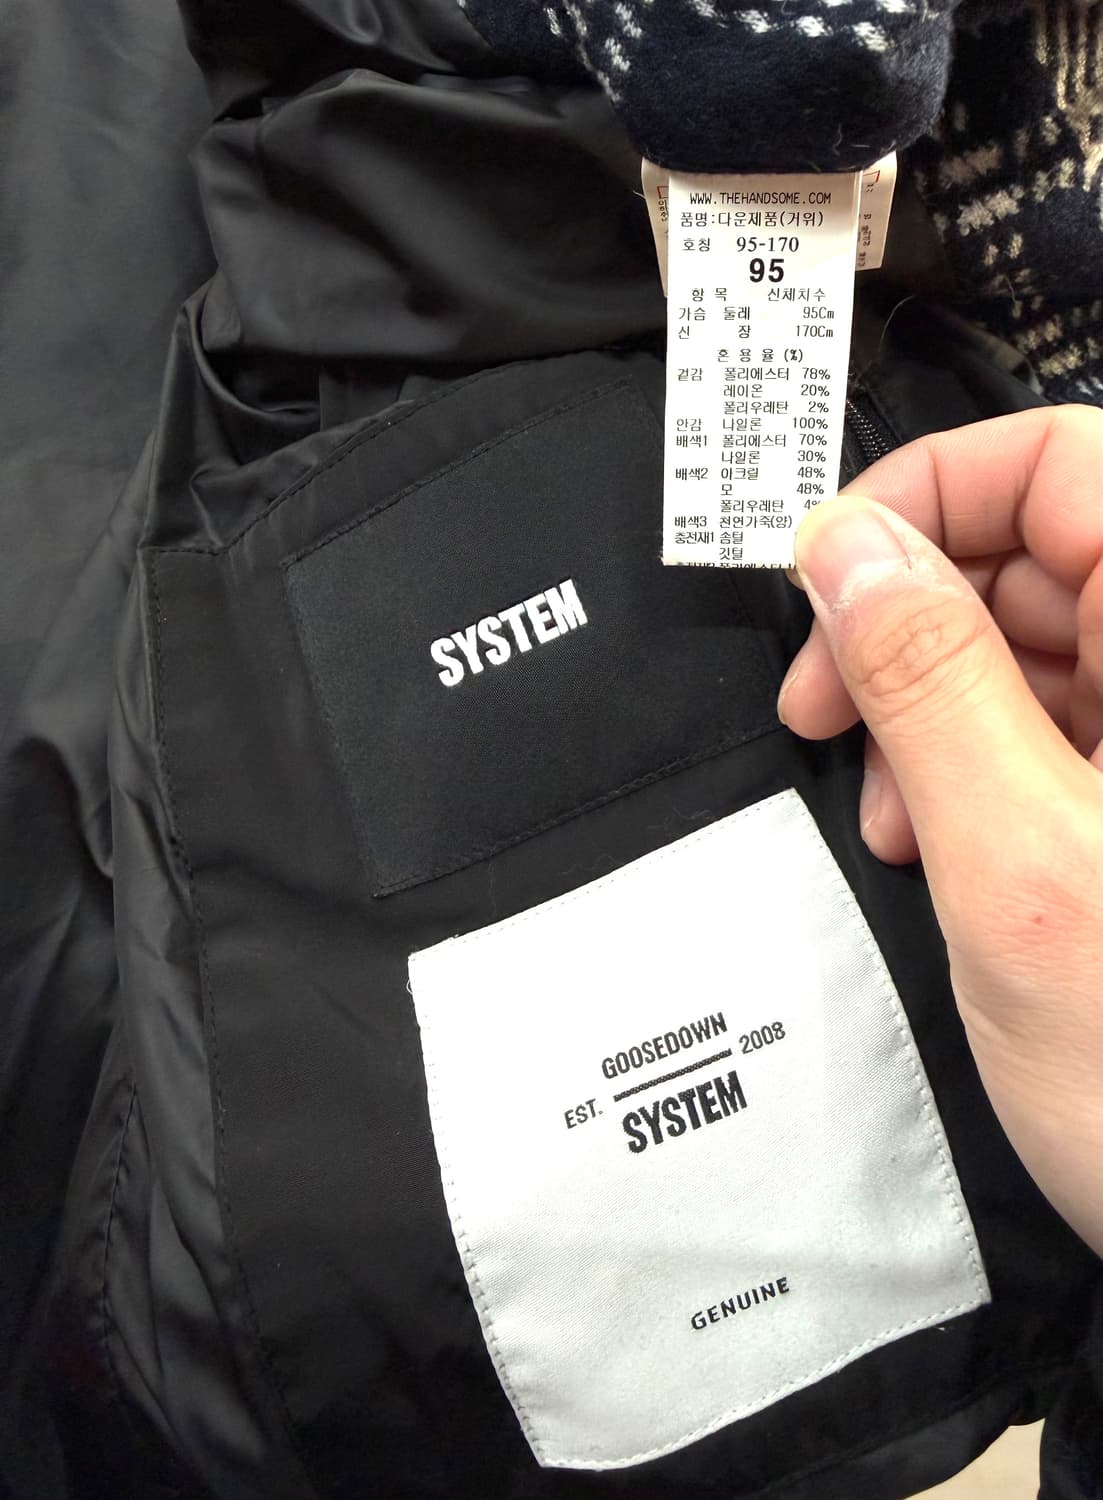 WWW.THEHANDSOME.COM
품명:다운제품(거위)
호칭 95-170
95
항 목 신체치수
가슴 둘레 95Cm
신 장 170Cm
혼 용 율 (%)
겉감 폴리에스터 78%
레이온 20%
폴리우레탄 2%
안감 나일론 100%
배색1 폴리에스터 70%
나일론 30%
배색2 아크릴 48%
모 48%
폴리우레탄 4%
배색3 천연가죽(양)
충전재1 솜털
깃털
SYSTEM
GOOSEDOWN
EST. 2008
SYSTEM
GENUINE